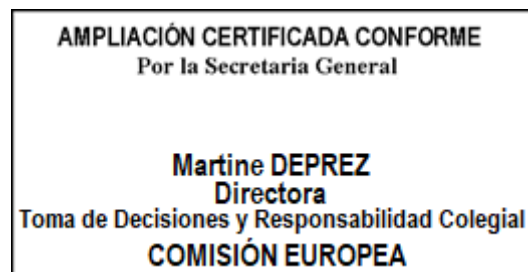 AMPLIACIÓN CERTIFICADA CONFORME
Por la Secretaria General
Martine DEPREZ
Directora
Toma de Decisiones y Responsabilidad Colegial
COMISIÓN EUROPEA